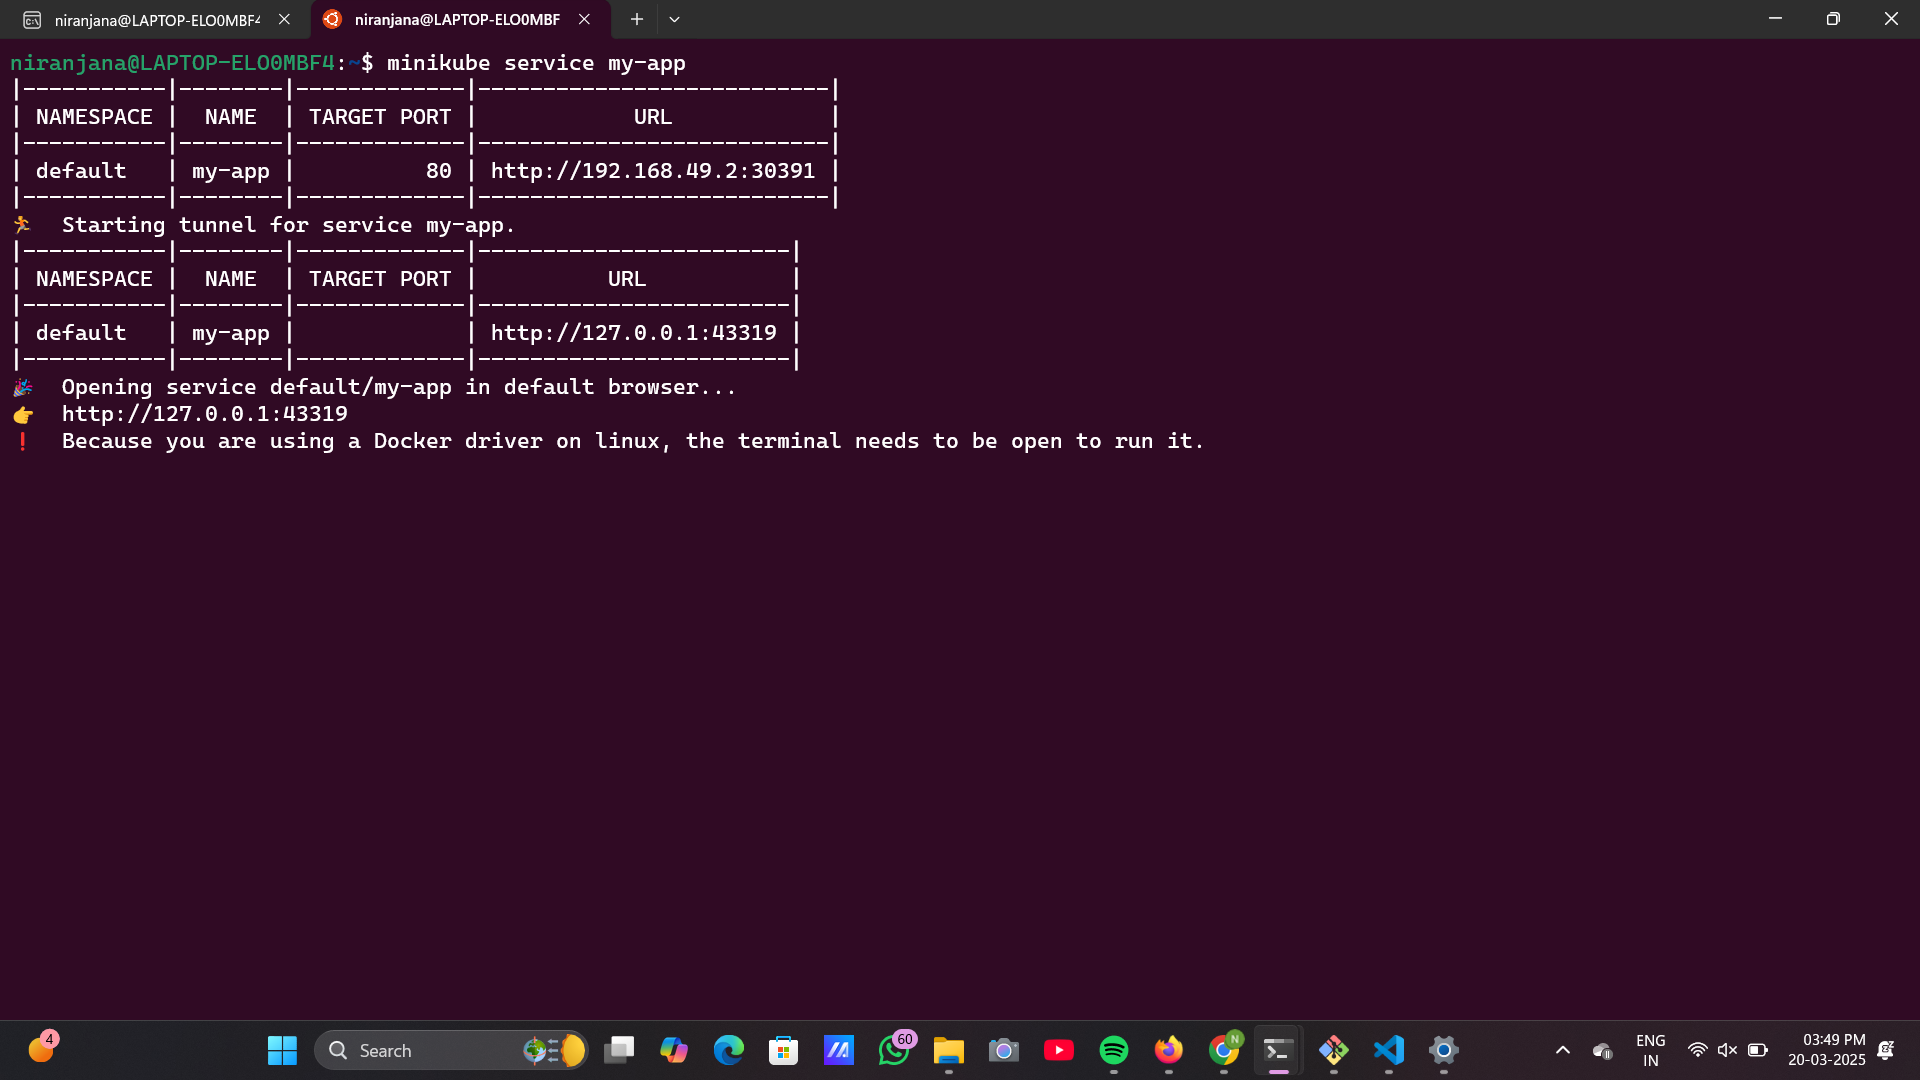 niranjana@LAPTOP-ELO0MBF4
niranjana@LAPTOP-ELO0MBF
niranjana@LAPTOP-ELO0MBF4:~$ minikube service my-app
|-----------|--------|-------------|---------------------------|
| NAMESPACE |  NAME  | TARGET PORT |            URL            |
|-----------|--------|-------------|---------------------------|
| default   | my-app |          80 | http://192.168.49.2:30391 |
|-----------|--------|-------------|---------------------------|
🏃  Starting tunnel for service my-app.
|-----------|--------|-------------|------------------------|
| NAMESPACE |  NAME  | TARGET PORT |          URL           |
|-----------|--------|-------------|------------------------|
| default   | my-app |             | http://127.0.0.1:43319 |
|-----------|--------|-------------|------------------------|
🎉  Opening service default/my-app in default browser...
👉  http://127.0.0.1:43319
❗  Because you are using a Docker driver on linux, the terminal needs to be open to run it.
4
Search
60
N
ENG
IN
03:49 PM
20-03-2025